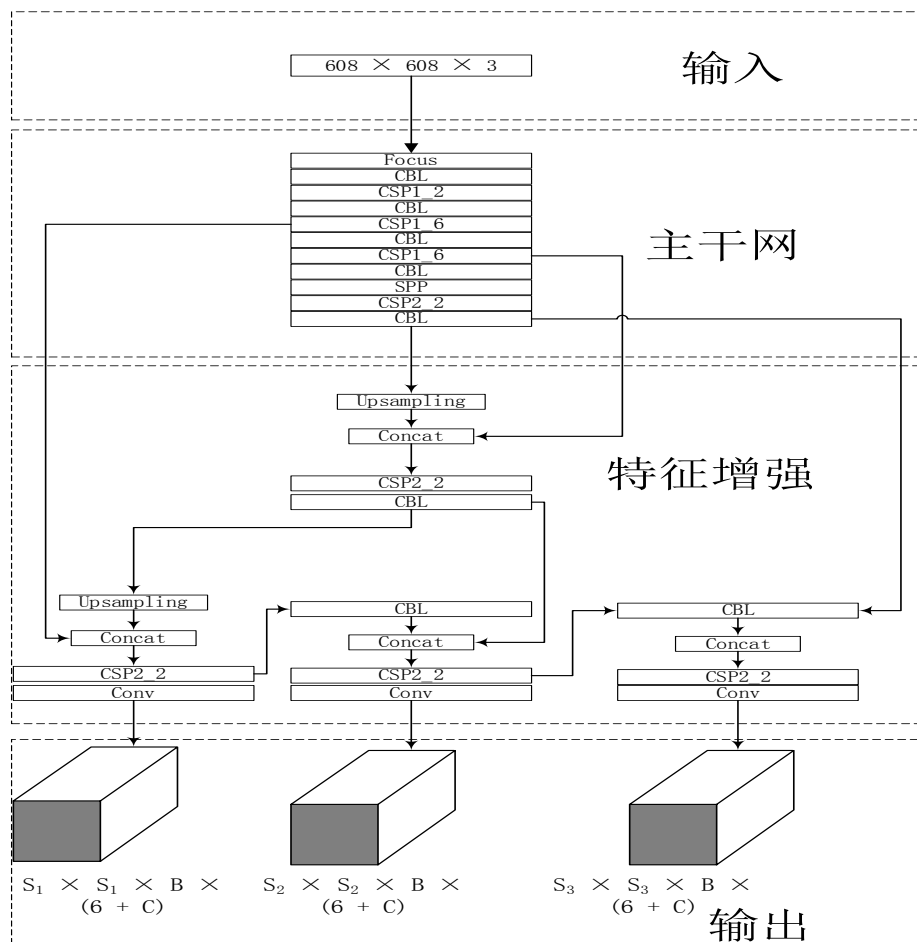 608 × 608 × 3
输入
Focus
CBL
CSP1_2
CBL
CSP1_6
CBL
CSP1_6
CBL
SPP
CSP2_2
CBL
主干网
Upsampling
Concat
CSP2_2
CBL
特征增强
Upsampling
Concat
CSP2_2
Conv
CBL
Concat
CSP2_2
Conv
CBL
Concat
CSP2_2
Conv
S₁ × S₁ × B ×
(6 + C)
S₂ × S₂ × B ×
(6 + C)
S₃ × S₃ × B ×
(6 + C)
输出